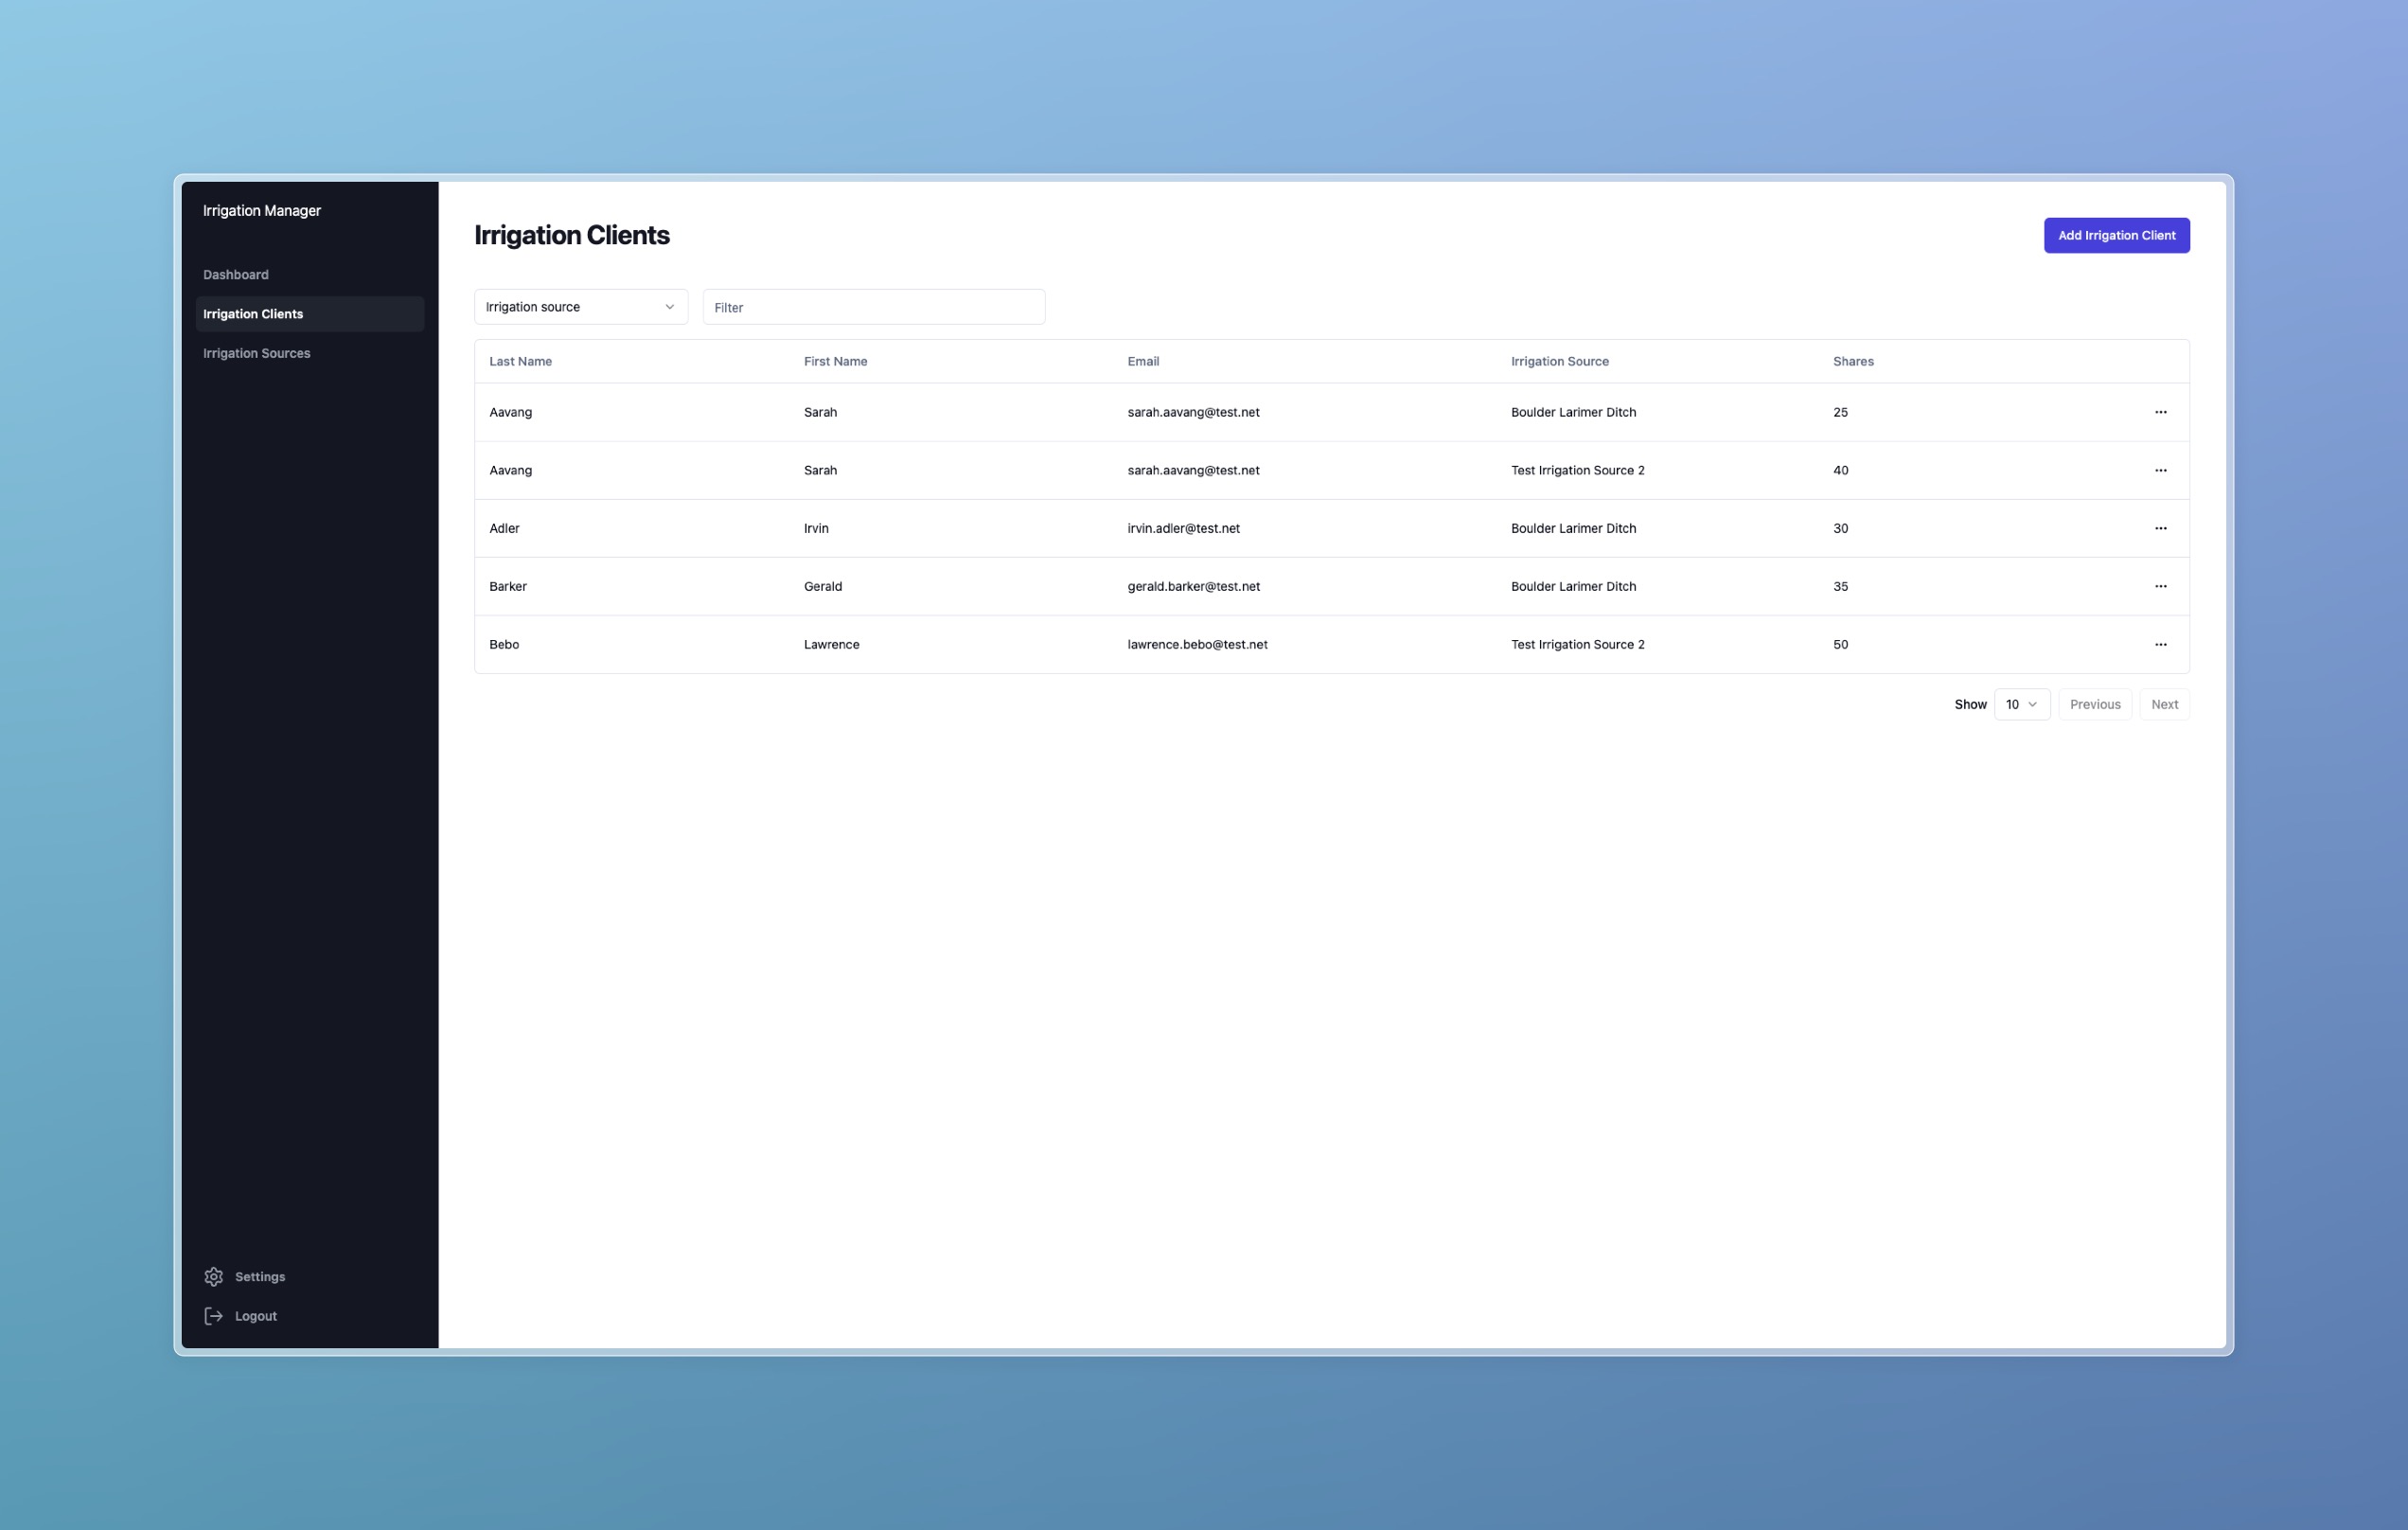 Irrigation Manager
Dashboard
Irrigation Clients
Irrigation Sources
Settings
Logout
Irrigation Clients
Add Irrigation Client
Irrigation source
Filter
Last Name First Name Email Irrigation Source Shares
Aavang Sarah sarah.aavang@test.net Boulder Larimer Ditch 25 ···
Aavang Sarah sarah.aavang@test.net Test Irrigation Source 2 40 ···
Adler Irvin irvin.adler@test.net Boulder Larimer Ditch 30 ···
Barker Gerald gerald.barker@test.net Boulder Larimer Ditch 35 ···
Bebo Lawrence lawrence.bebo@test.net Test Irrigation Source 2 50 ···
Show 10 Previous Next